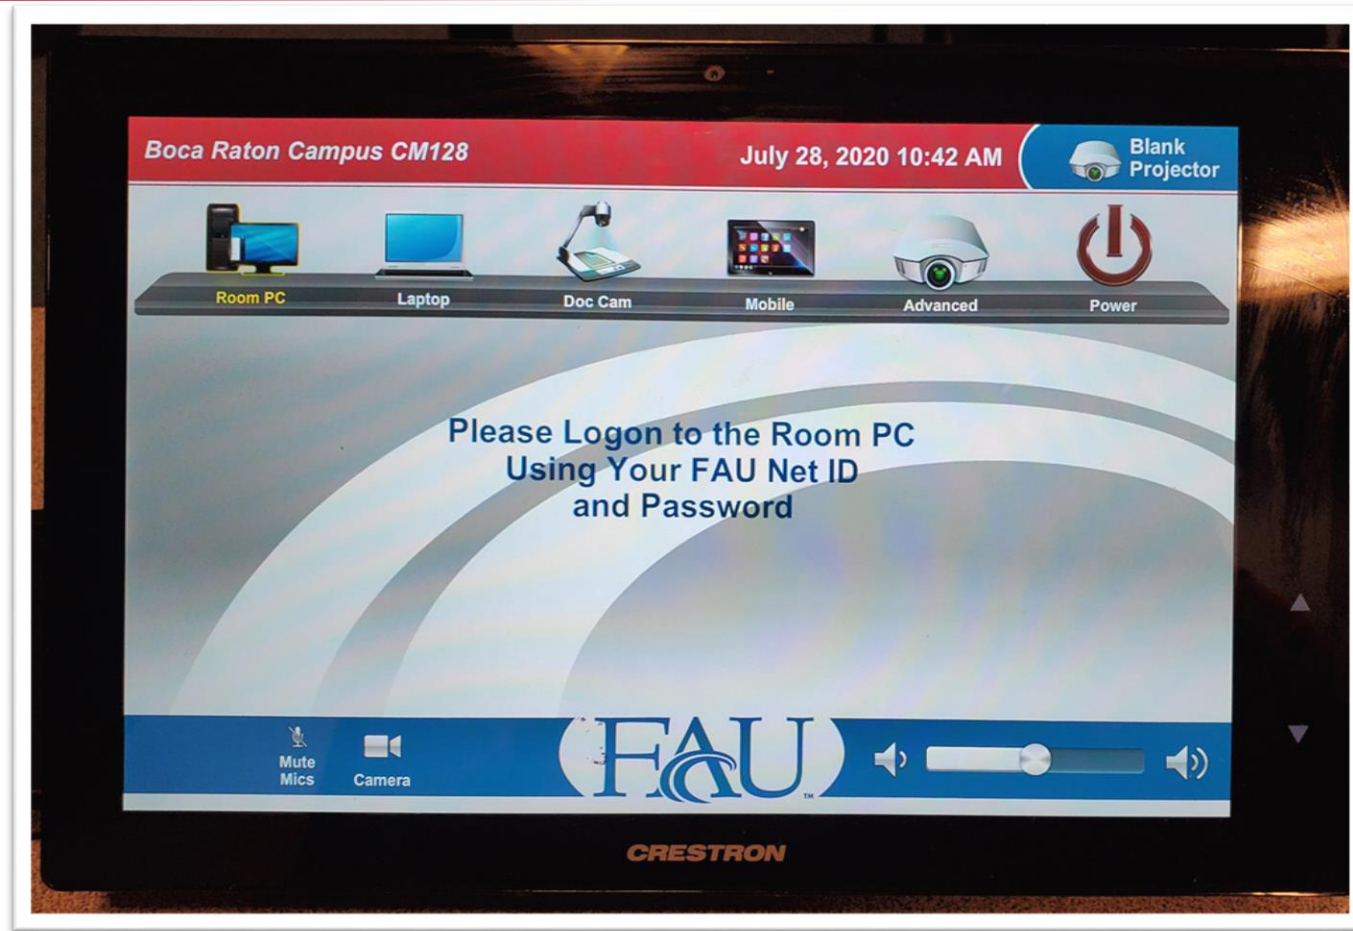 Boca Raton Campus CM128
July 28, 2020 10:42 AM
Blank
Projector
Room PC
Laptop
Doc Cam
Mobile
Advanced
Power
Please Logon to the Room PC
Using Your FAU Net ID
and Password
Mute
Mics
Camera
FAU
TM
CRESTRON